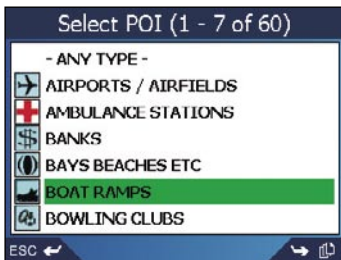 Select POI (1 - 7 of 60)
- ANY TYPE -
AIRPORTS / AIRFIELDS
AMBULANCE STATIONS
BANKS
BAYS BEACHES ETC
BOAT RAMPS
BOWLING CLUBS
ESC